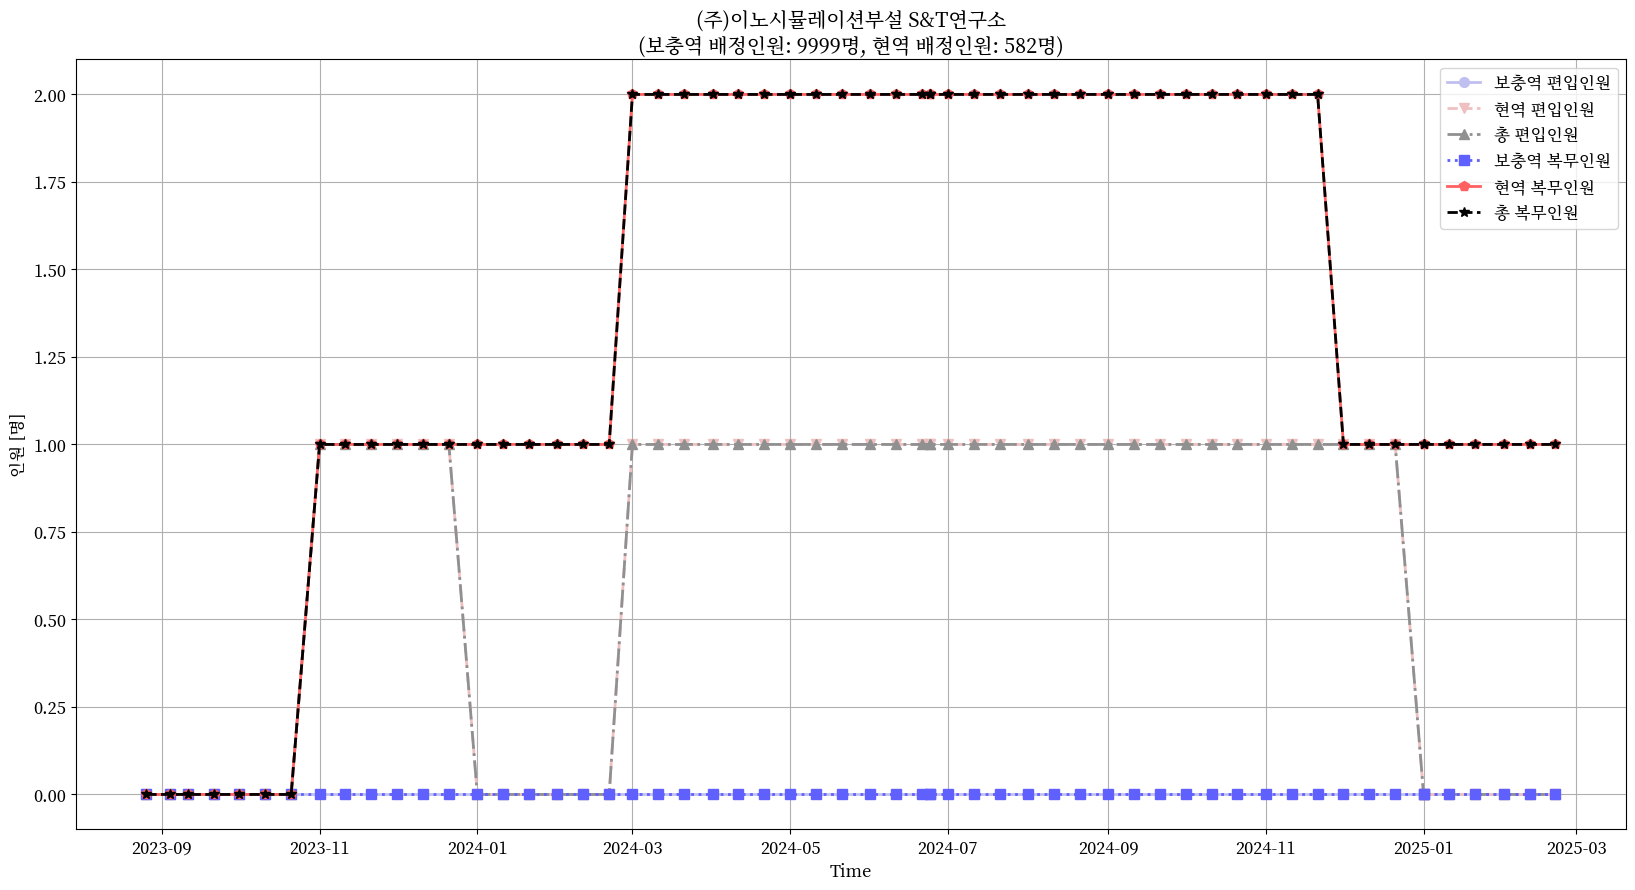 (주)이노시뮬레이션부설 S&T연구소
(보충역 배정인원: 9999명, 현역 배정인원: 582명)
보충역 편입인원
현역 편입인원
총 편입인원
보충역 복무인원
현역 복무인원
총 복무인원
인원 [명]
2.00
1.75
1.50
1.25
1.00
0.75
0.50
0.25
0.00
2023-09 2023-11 2024-01 2024-03 2024-05 2024-07 2024-09 2024-11 2025-01 2025-03
Time